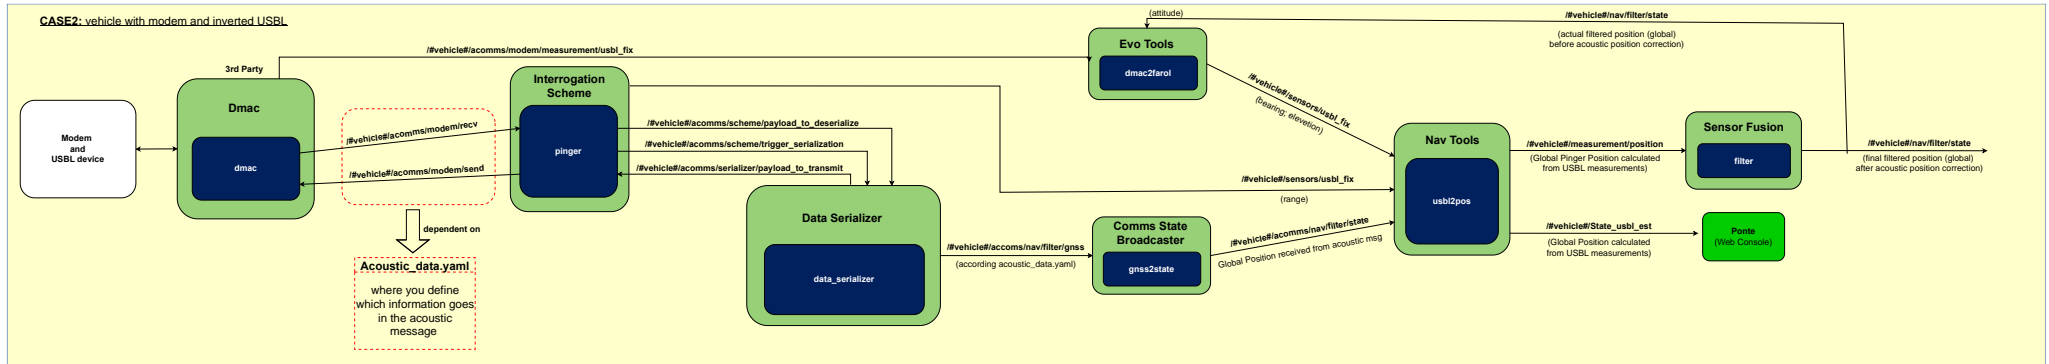 CASE2: vehicle with modem and inverted USBL
(attitude)
/#vehicle#/nav/filter/state
(actual filtered position (global)
before acoustic position correction)
/#vehicle#/acomms/modem/measurement/usbl_fix
Evo Tools
dmac2farol
3rd Party
Dmac
dmac
Modem
and
USBL device
/#vehicle#/acomms/modem/recv
/#vehicle#/acomms/modem/send
Interrogation
Scheme
pinger
/#vehicle#/acomms/scheme/payload_to_deserialize
/#vehicle#/acomms/scheme/trigger_serialization
/#vehicle#/acomms/serializer/payload_to_transmit
/#vehicle#/sensors/usbl_fix
(bearing; elevetion)
/#vehicle#/sensors/usbl_fix
(range)
Nav Tools
usbl2pos
/#vehicle#/measurement/position
(Global Pinger Position calculated
from USBL measurements)
Sensor Fusion
filter
/#vehicle#/nav/filter/state
(final filtered position (global)
after acoustic position correction)
dependent on
Acoustic_data.yaml
where you define
which information goes
in the acoustic
message
Data Serializer
data_serializer
/#vehicle#/accoms/nav/filter/gnss
(according acoustic_data.yaml)
Comms State
Broadcaster
gnss2state
/#vehicle#/acomms/nav/filter/state
Global Position received from acoustic msg
/#vehicle#/State_usbl_est
(Global Position calculated
from USBL measurements)
Ponte
(Web Console)